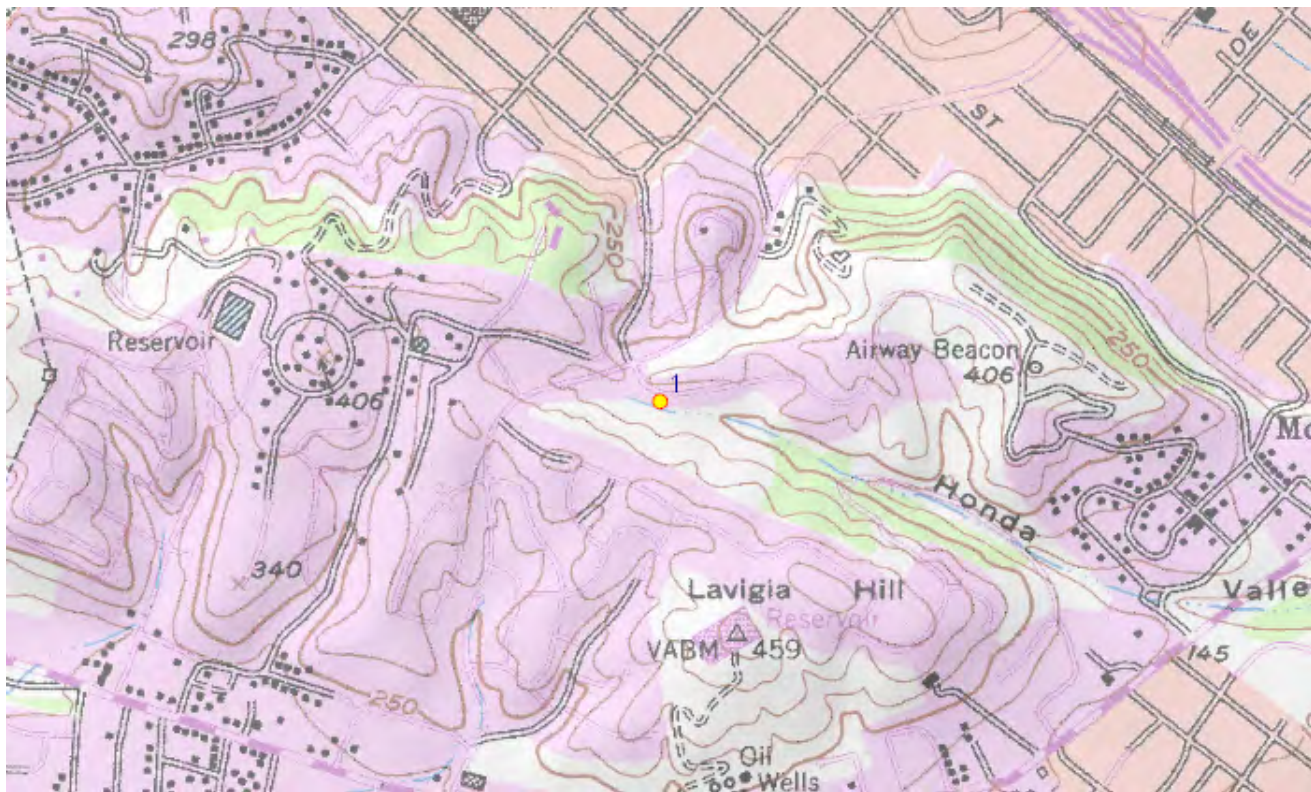 298
DE
ST
250
Reservoir
406
1
Airway Beacon
406
250
Mo
Honda
340
Lavigia Hill
Valle
Reservoir
VABM 459
145
250
Oil
Wells